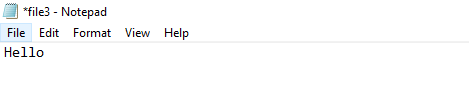 *file3 - Notepad
File Edit Format View Help
Hello